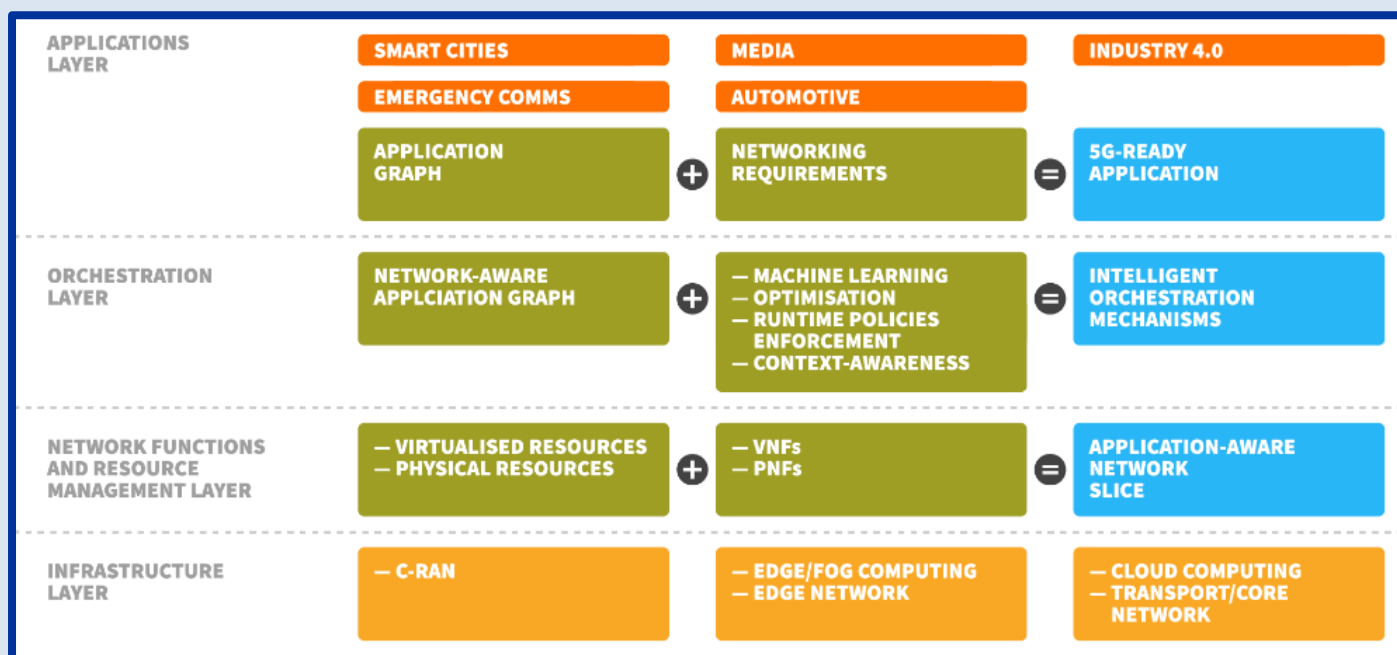 APPLICATIONS
LAYER
SMART CITIES
MEDIA
INDUSTRY 4.0
EMERGENCY COMMS
AUTOMOTIVE
APPLICATION
GRAPH
+
NETWORKING
REQUIREMENTS
=
5G-READY
APPLICATION
ORCHESTRATION
LAYER
NETWORK-AWARE
APPLCIATION GRAPH
+
— MACHINE LEARNING
— OPTIMISATION
— RUNTIME POLICIES
ENFORCEMENT
— CONTEXT-AWARENESS
=
INTELLIGENT
ORCHESTRATION
MECHANISMS
NETWORK FUNCTIONS
AND RESOURCE
MANAGEMENT LAYER
— VIRTUALISED RESOURCES
— PHYSICAL RESOURCES
+
— VNFs
— PNFs
=
APPLICATION-AWARE
NETWORK
SLICE
INFRASTRUCTURE
LAYER
— C-RAN
— EDGE/FOG COMPUTING
— EDGE NETWORK
— CLOUD COMPUTING
— TRANSPORT/CORE
NETWORK